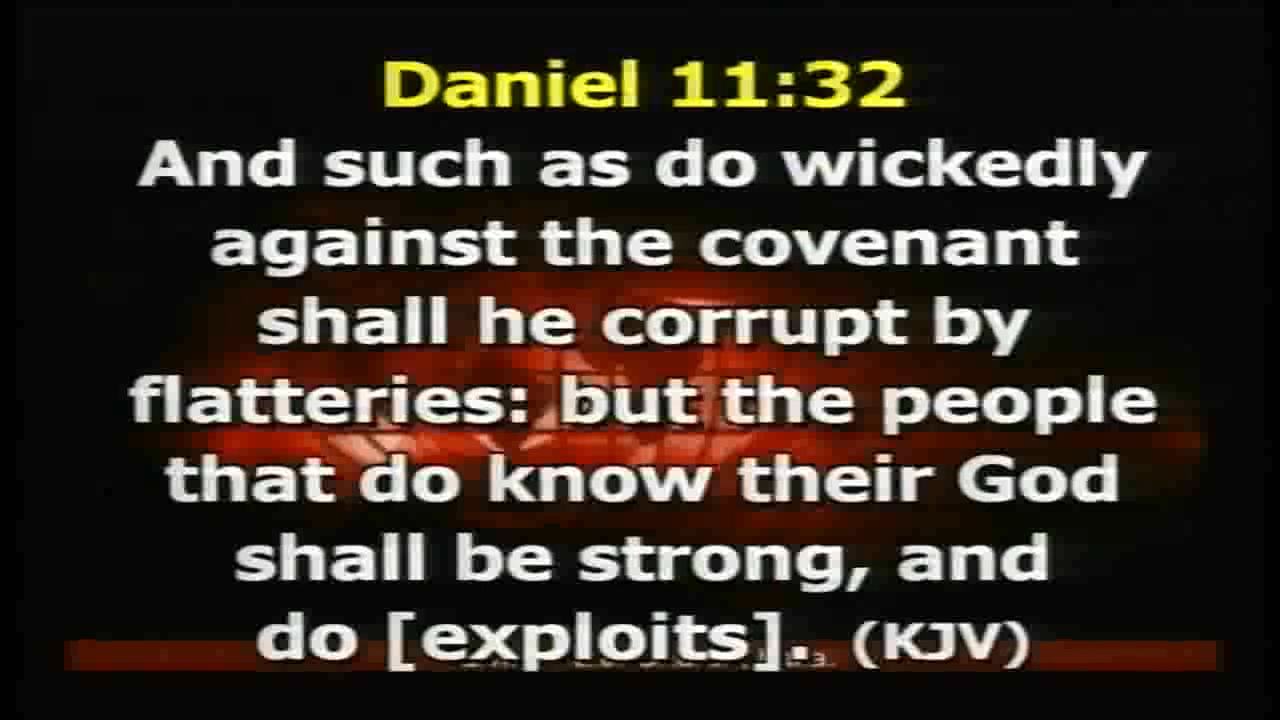 Daniel 11:32
And such as do wickedly
against the covenant
shall he corrupt by
flatteries: but the people
that do know their God
shall be strong, and
do [exploits]. (KJV)